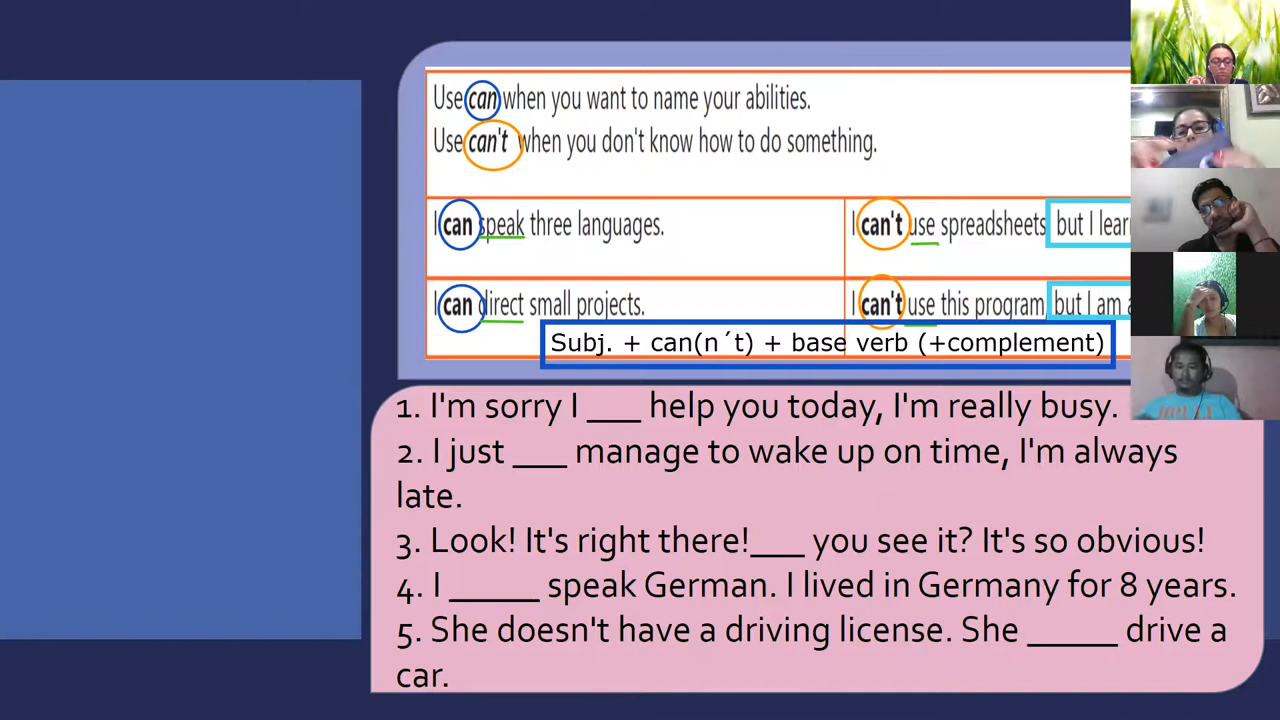 Use can when you want to name your abilities.
Use can't when you don't know how to do something.
I can speak three languages.
I can't use spreadsheets but I
I can direct small projects.
I can't use this program, but I am
Subj. + can(n´t) + base verb (+complement)
1. I'm sorry I ___ help you today, I'm really busy.
2. I just ___ manage to wake up on time, I'm always
late.
3. Look! It's right there!___ you see it? It's so obvious!
4. I _____ speak German. I lived in Germany for 8 years.
5. She doesn't have a driving license. She _____ drive a
car.